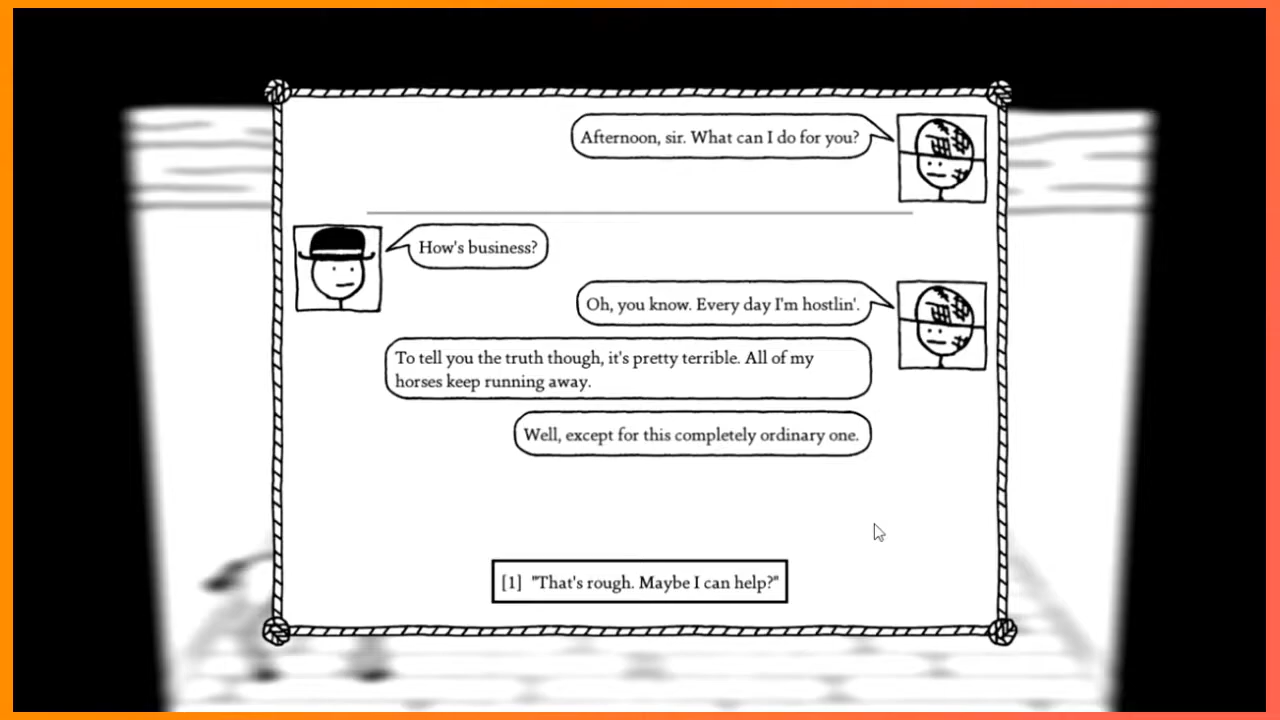 Afternoon, sir. What can I do for you?
How's business?
Oh, you know. Every day I'm hostlin'.
To tell you the truth though, it's pretty terrible. All of my
horses keep running away.
Well, except for this completely ordinary one.
[1] "That's rough. Maybe I can help?"